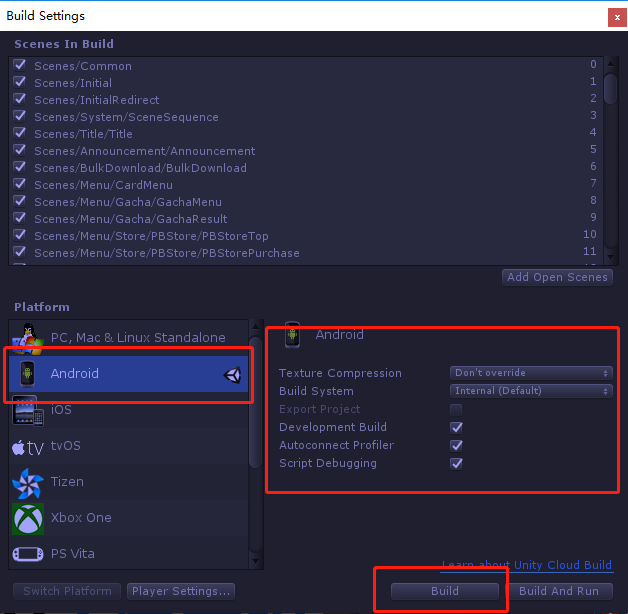 Build Settings
x
Scenes In Build
Scenes/Common 0
Scenes/Initial 1
Scenes/InitialRedirect 2
Scenes/System/SceneSequence 3
Scenes/Title/Title 4
Scenes/Announcement/Announcement 5
Scenes/BulkDownload/BulkDownload 6
Scenes/Menu/CardMenu 7
Scenes/Menu/Gacha/GachaMenu 8
Scenes/Menu/Gacha/GachaResult 9
Scenes/Menu/Store/PBStore/PBStoreTop 10
Scenes/Menu/Store/PBStore/PBStorePurchase 11
Add Open Scenes
Platform
PC, Mac & Linux Standalone
Android
iOS
tv tvOS
Tizen
Xbox One
PS Vita
Android
Texture Compression Don't override
Build System Internal (Default)
Export Project
Development Build
Autoconnect Profiler
Script Debugging
Learn about Unity Cloud Build
Switch Platform Player Settings... Build Build And Run